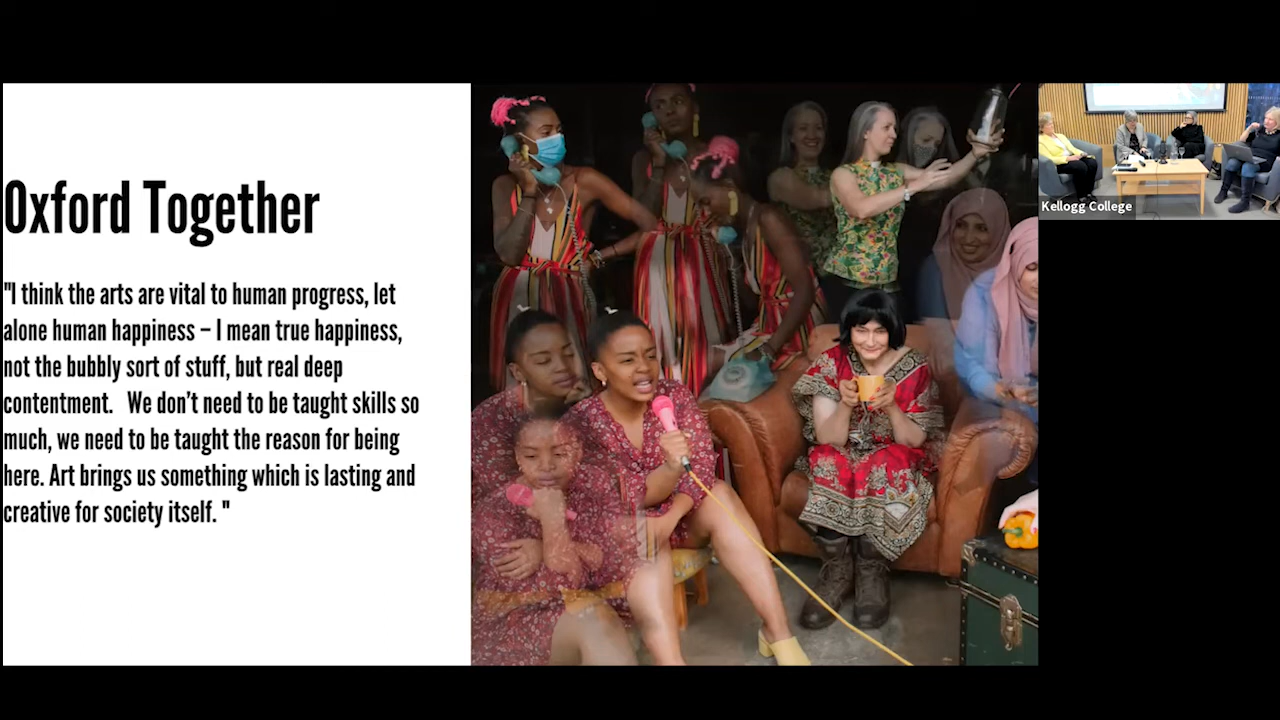 Oxford Together
"I think the arts are vital to human progress, let
alone human happiness – I mean true happiness,
not the bubbly sort of stuff, but real deep
contentment.   We don't need to be taught skills so
much, we need to be taught the reason for being
here. Art brings us something which is lasting and
creative for society itself. "
Kellogg College